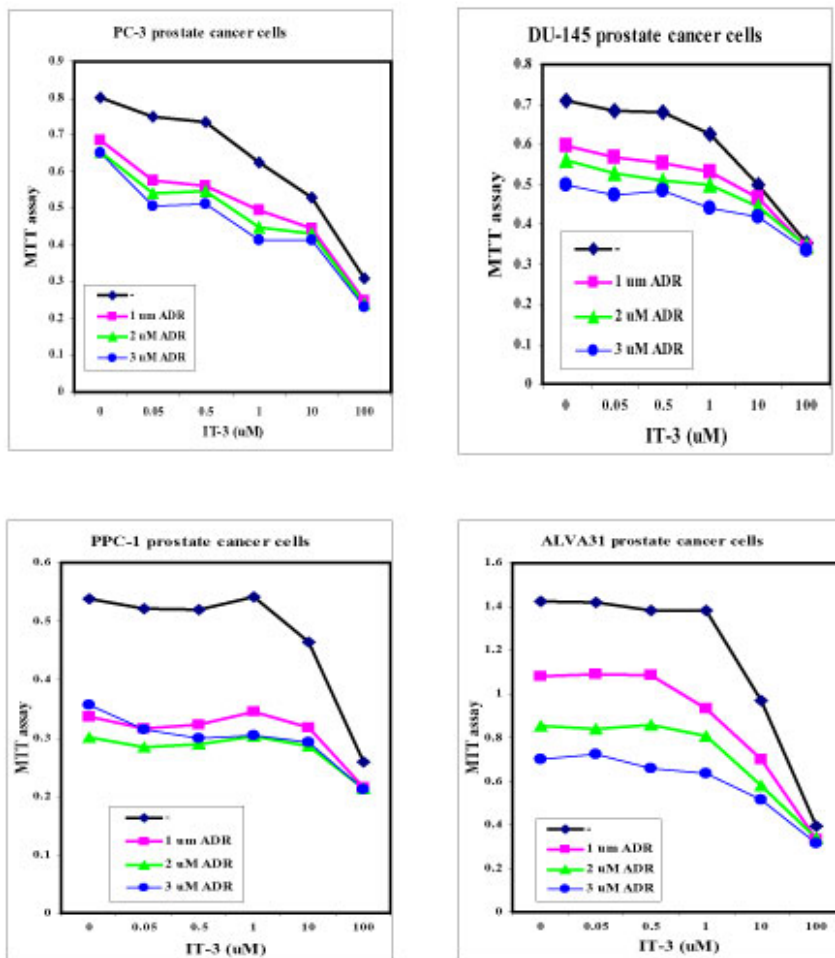 PC-3 prostate cancer cells
0.9
0.8
0.7
0.6
0.5
0.4
0.3
0.2
0.1
0
MTT assay
-
1 um ADR
2 uM ADR
3 uM ADR
0 0.05 0.5 1 10 100
IT-3 (uM)
DU-145 prostate cancer cells
0.8
0.7
0.6
0.5
0.4
0.3
0.2
0.1
0
MTT assay
-
1 uM ADR
2 uM ADR
3 uM ADR
0 0.05 0.5 1 10 100
IT-3 (uM)
PPC-1 prostate cancer cells
0.6
0.5
0.4
0.3
0.2
0.1
0
MTT assay
-
1 um ADR
2 uM ADR
3 uM ADR
0 0.05 0.5 1 10 100
IT-3 (uM)
ALVA31 prostate cancer cells
1.6
1.4
1.2
1
0.8
0.6
0.4
0.2
0
MTT assay
-
1 um ADR
2 uM ADR
3 uM ADR
0 0.05 0.5 1 10 100
IT-3 (uM)